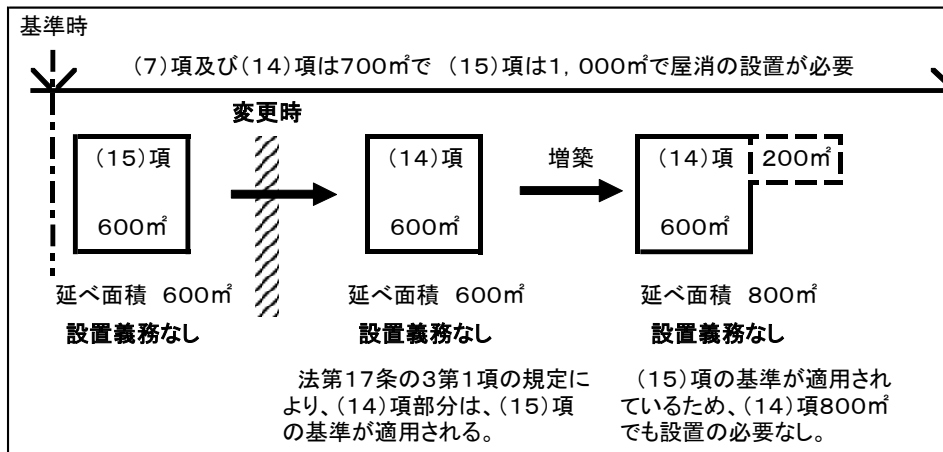 基準時
(7)項及び(14)項は700㎡で (15)項は1,000㎡で屋消の設置が必要
変更時
(15)項
600㎡
(14)項
600㎡
増築
(14)項
200㎡
600㎡
延べ面積 600㎡
設置義務なし
延べ面積 600㎡
設置義務なし
延べ面積 800㎡
設置義務なし
法第17条の3第1項の規定に
より、(14)項部分は、(15)項
の基準が適用される。
(15)項の基準が適用され
ているため、(14)項800㎡
でも設置の必要なし。